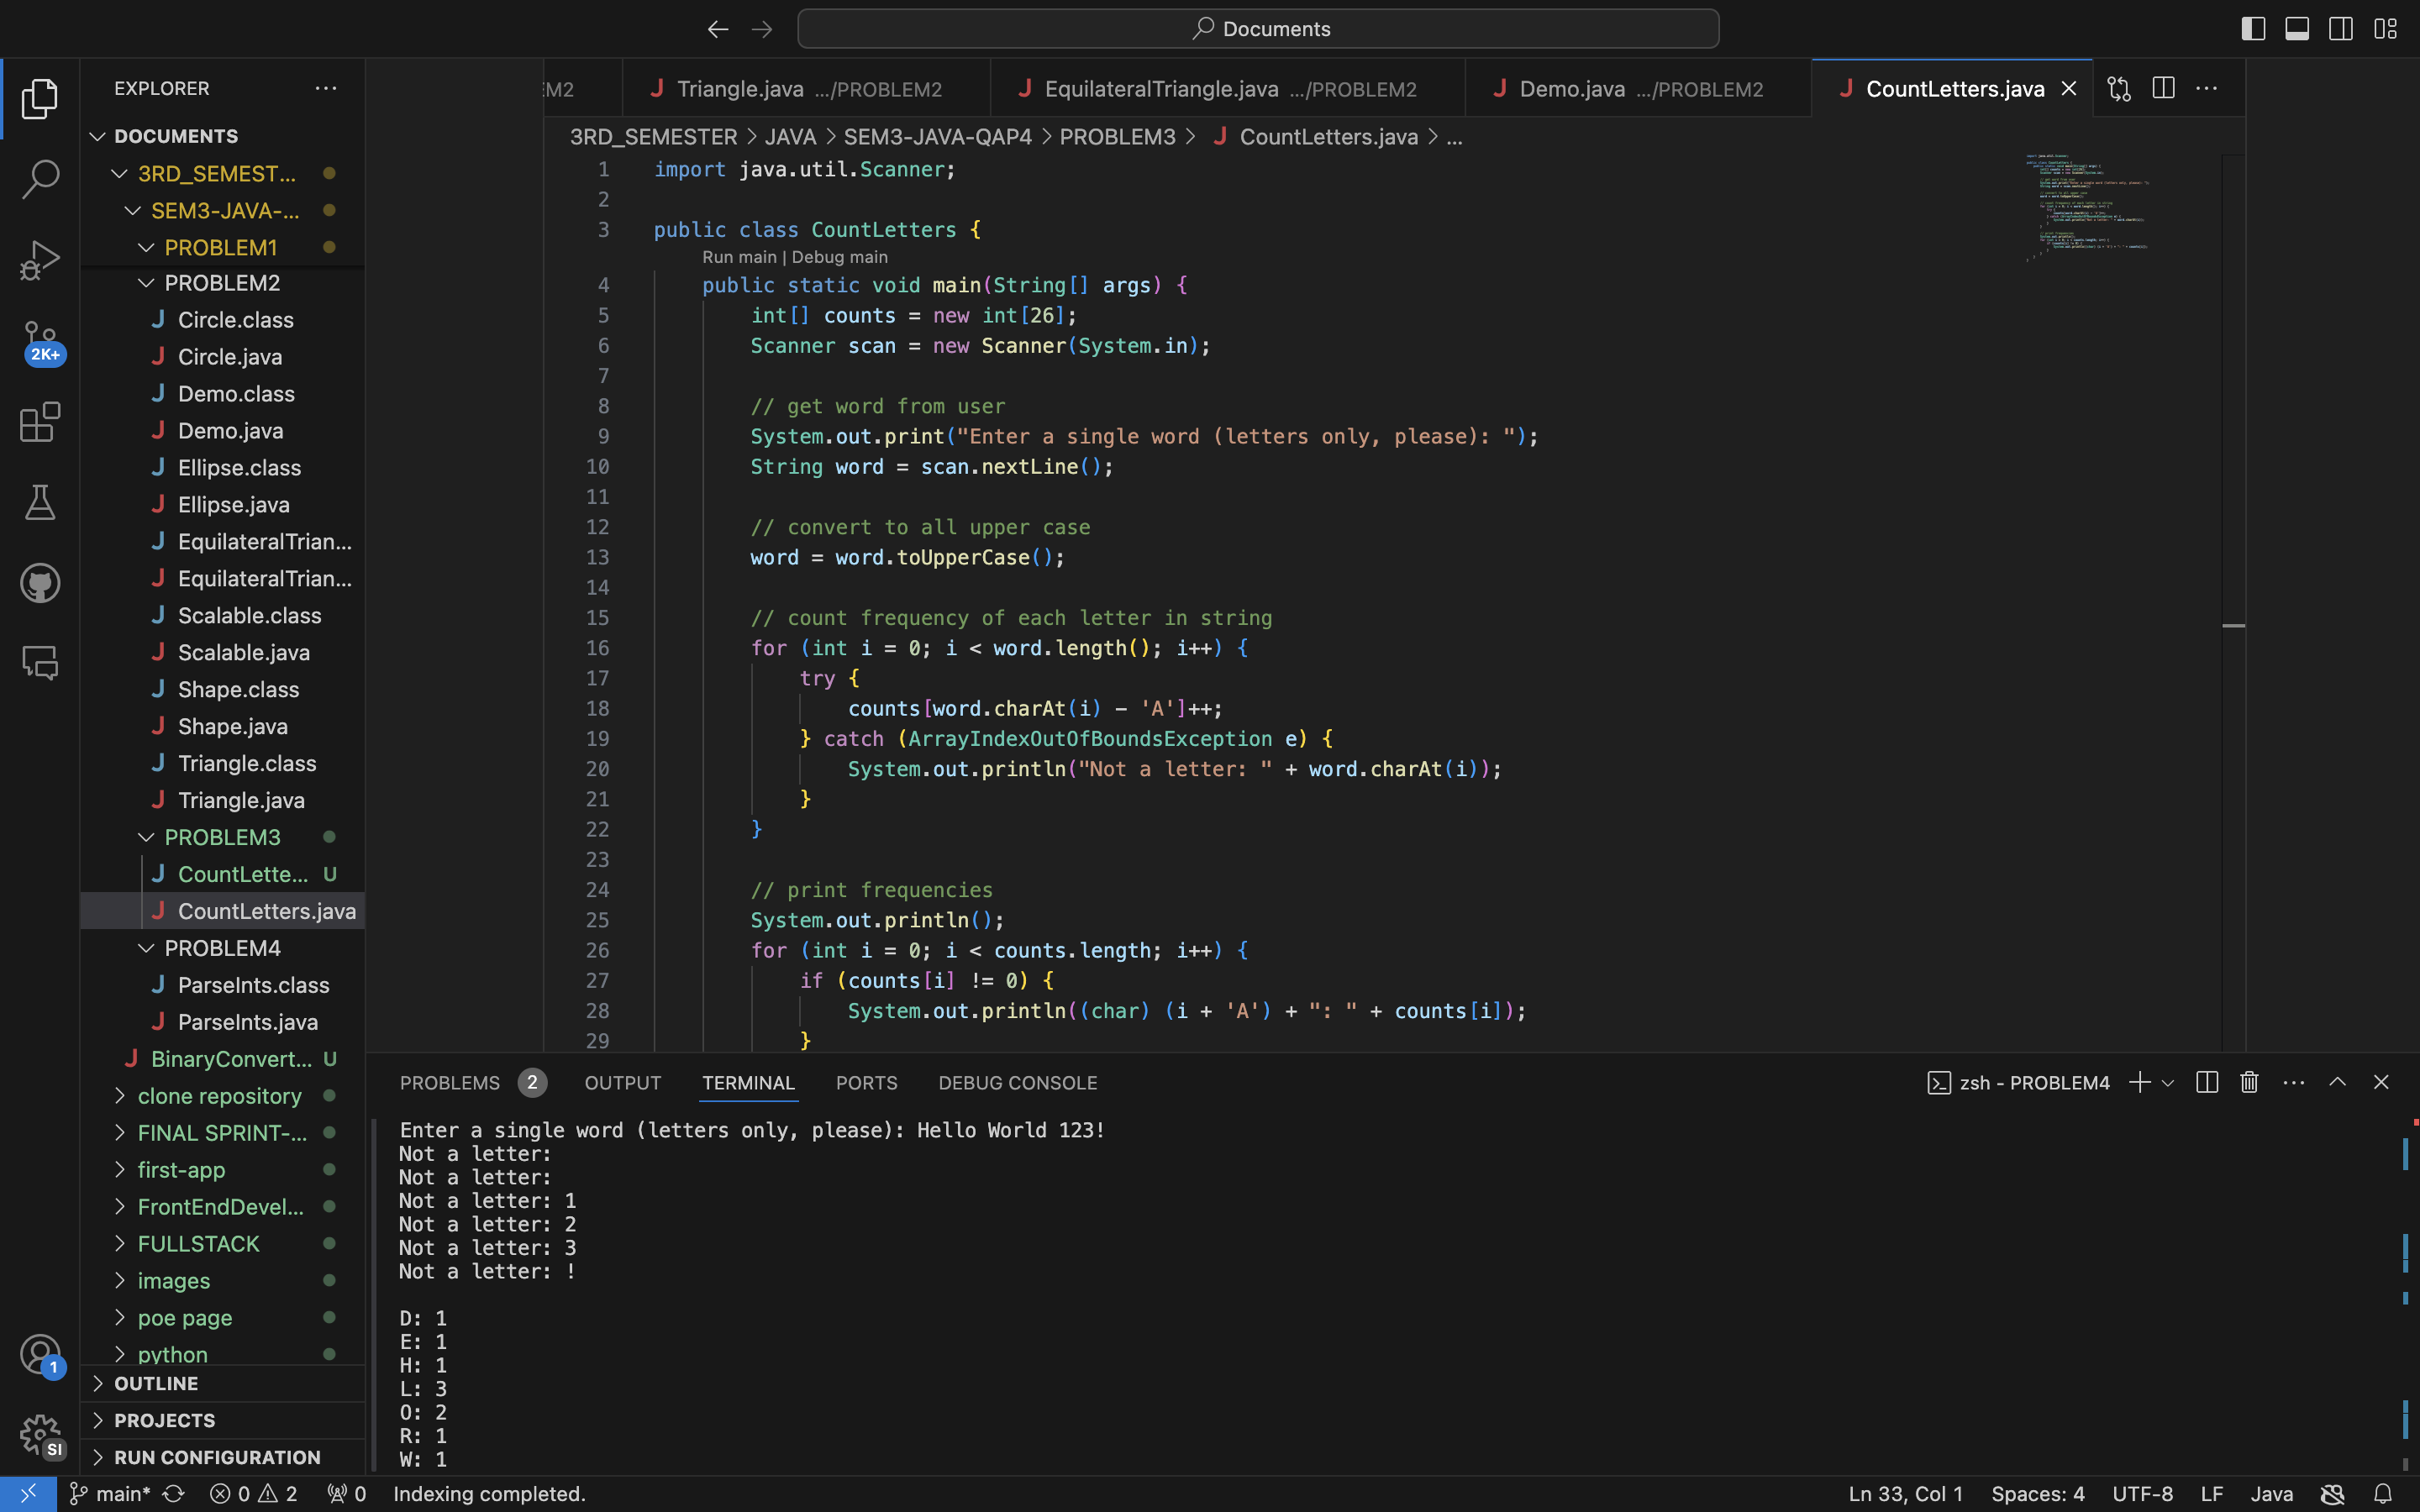 Documents
EXPLORER
DOCUMENTS
3RD_SEMEST...
SEM3-JAVA-...
PROBLEM1
PROBLEM2
Circle.class
Circle.java
Demo.class
Demo.java
Ellipse.class
Ellipse.java
EquilateralTrian...
EquilateralTrian...
Scalable.class
Scalable.java
Shape.class
Shape.java
Triangle.class
Triangle.java
PROBLEM3
CountLette... U
CountLetters.java
PROBLEM4
ParseInts.class
ParseInts.java
BinaryConvert... U
clone repository
FINAL SPRINT-...
first-app
FrontEndDevel...
FULLSTACK
images
poe page
python
OUTLINE
PROJECTS
RUN CONFIGURATION
2K+
1
SI
M2 Triangle.java .../PROBLEM2 EquilateralTriangle.java .../PROBLEM2 Demo.java .../PROBLEM2 CountLetters.java
3RD_SEMESTER > JAVA > SEM3-JAVA-QAP4 > PROBLEM3 > CountLetters.java > ...
1 import java.util.Scanner;
2
3 public class CountLetters {
Run main | Debug main
4 public static void main(String[] args) {
5 int[] counts = new int[26];
6 Scanner scan = new Scanner(System.in);
7
8 // get word from user
9 System.out.print("Enter a single word (letters only, please): ");
10 String word = scan.nextLine();
11
12 // convert to all upper case
13 word = word.toUpperCase();
14
15 // count frequency of each letter in string
16 for (int i = 0; i < word.length(); i++) {
17 try {
18 counts[word.charAt(i) - 'A']++;
19 } catch (ArrayIndexOutOfBoundsException e) {
20 System.out.println("Not a letter: " + word.charAt(i));
21 }
22 }
23
24 // print frequencies
25 System.out.println();
26 for (int i = 0; i < counts.length; i++) {
27 if (counts[i] != 0) {
28 System.out.println((char) (i + 'A') + ": " + counts[i]);
29 }
PROBLEMS 2 OUTPUT TERMINAL PORTS DEBUG CONSOLE zsh - PROBLEM4
Enter a single word (letters only, please): Hello World 123!
Not a letter:
Not a letter:
Not a letter: 1
Not a letter: 2
Not a letter: 3
Not a letter: !
D: 1
E: 1
H: 1
L: 3
O: 2
R: 1
W: 1
main* 0 2 0 Indexing completed. Ln 33, Col 1 Spaces: 4 UTF-8 LF Java